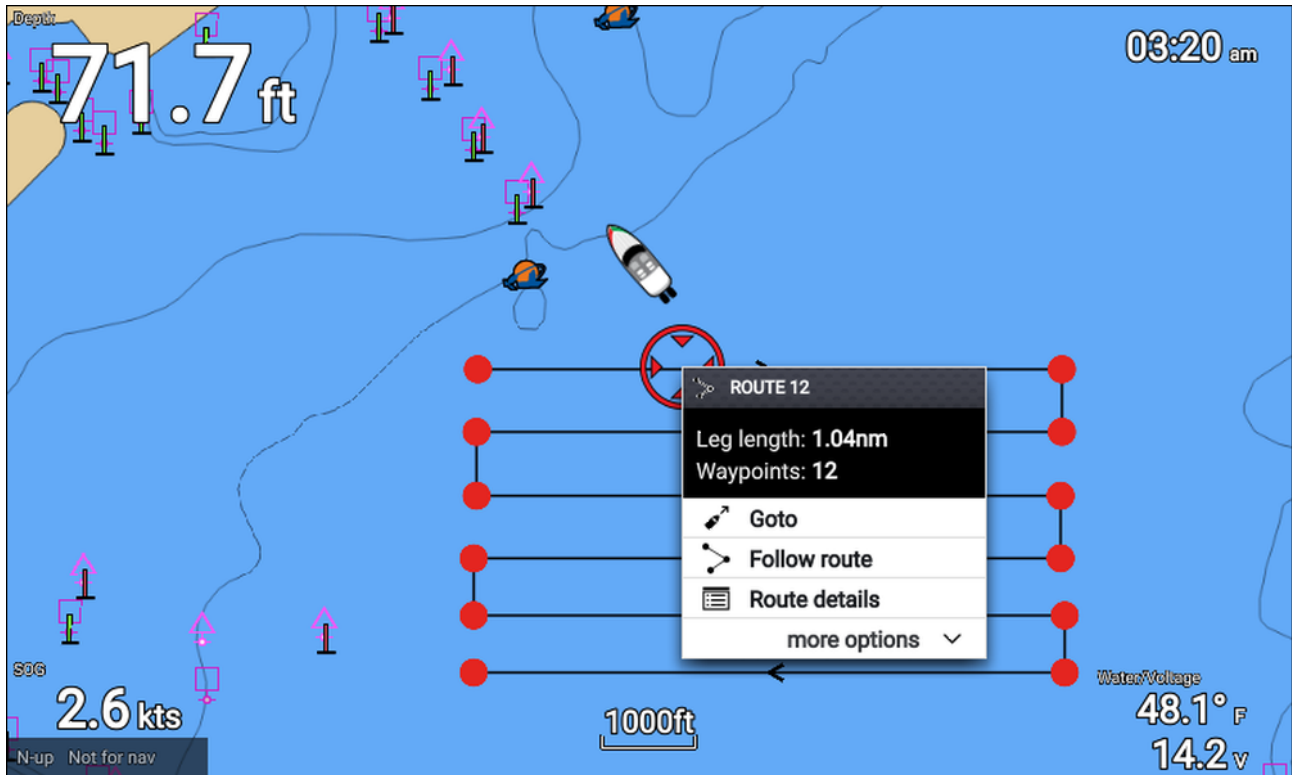 Depth
71.7 ft
03:20 am
ROUTE 12
Leg length: 1.04nm
Waypoints: 12
Goto
Follow route
Route details
more options
SOG
2.6 kts
1000ft
Water/Voltage
48.1° F
14.2 V
N-up Not for nav